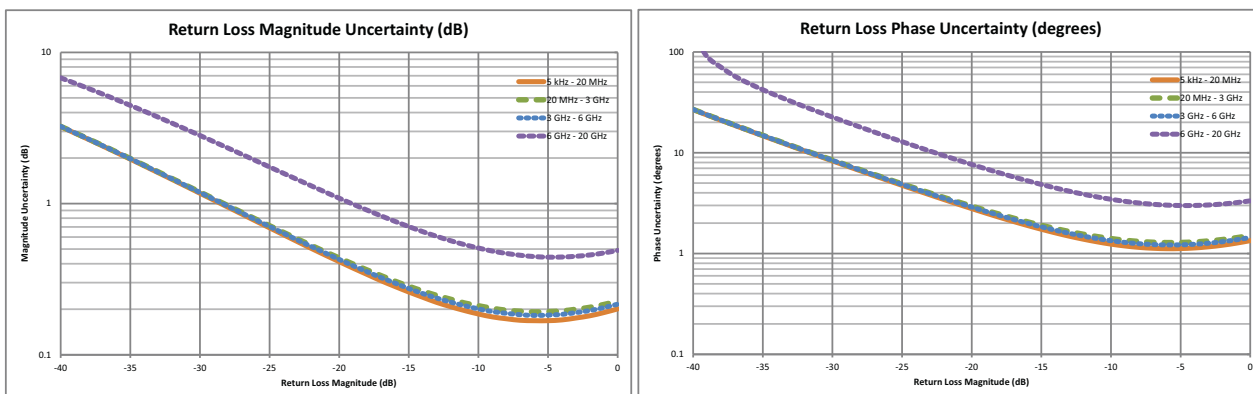 Return Loss Magnitude Uncertainty (dB)
10
1
0.1
Magnitude Uncertainty (dB)
5 kHz - 20 MHz
20 MHz - 3 GHz
3 GHz - 6 GHz
6 GHz - 20 GHz
-40 -35 -30 -25 -20 -15 -10 -5 0
Return Loss Magnitude (dB)
Return Loss Phase Uncertainty (degrees)
100
10
1
0.1
Phase Uncertainty (degrees)
5 kHz - 20 MHz
20 MHz - 3 GHz
3 GHz - 6 GHz
6 GHz - 20 GHz
-40 -35 -30 -25 -20 -15 -10 -5 0
Return Loss Magnitude (dB)